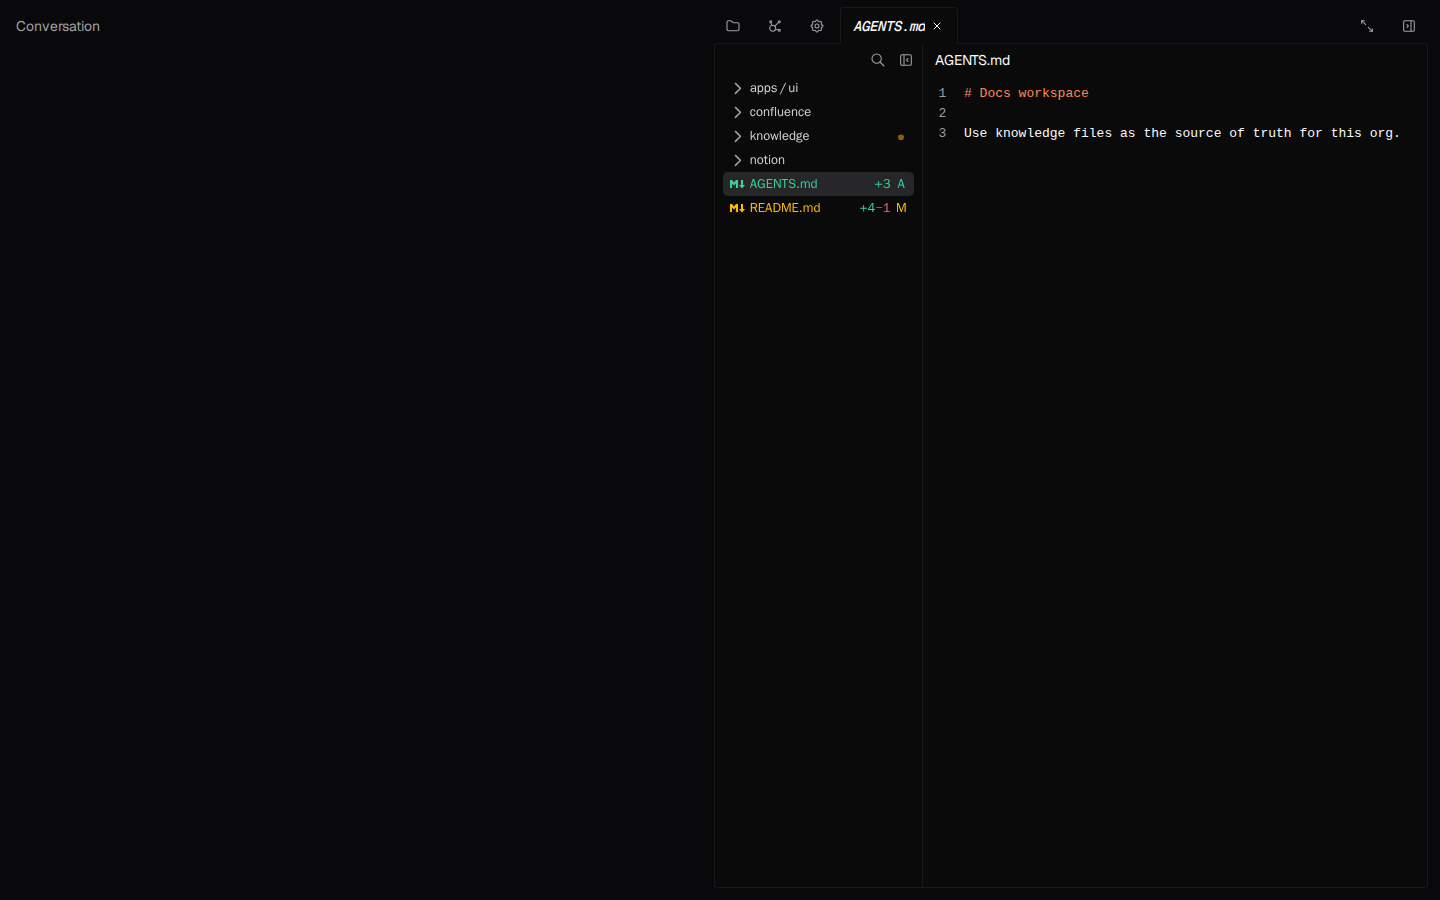 Conversation
AGENTS.md
AGENTS.md
apps / ui
confluence
knowledge
notion
AGENTS.md +3 A
README.md +4−1 M
1 # Docs workspace
2
3 Use knowledge files as the source of truth for this org.